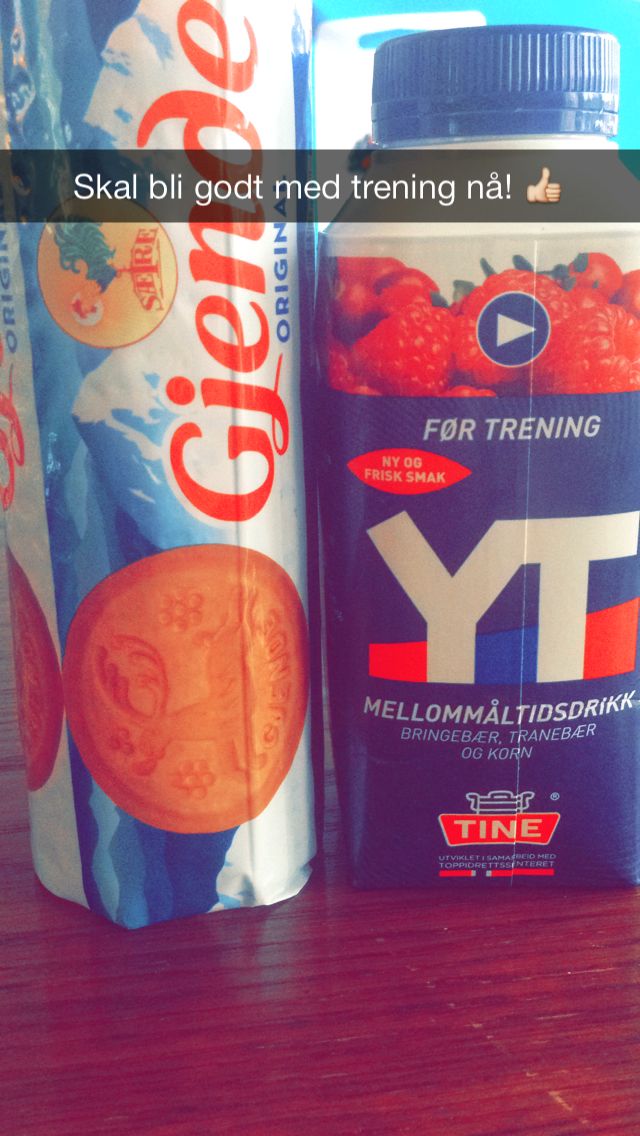 Skal bli godt med trening nå! 👍
Gjende
ORIGINAL
SÆTRE
GJENDE
FØR TRENING
NY OG
FRISK SMAK
YT
MELLOMMÅLTIDSDRIKK
BRINGEBÆR, TRANEBÆR
OG KORN
TINE
®
UTVIKLET I SAMARBEID MED
TOPPIDRETTSSENTERET